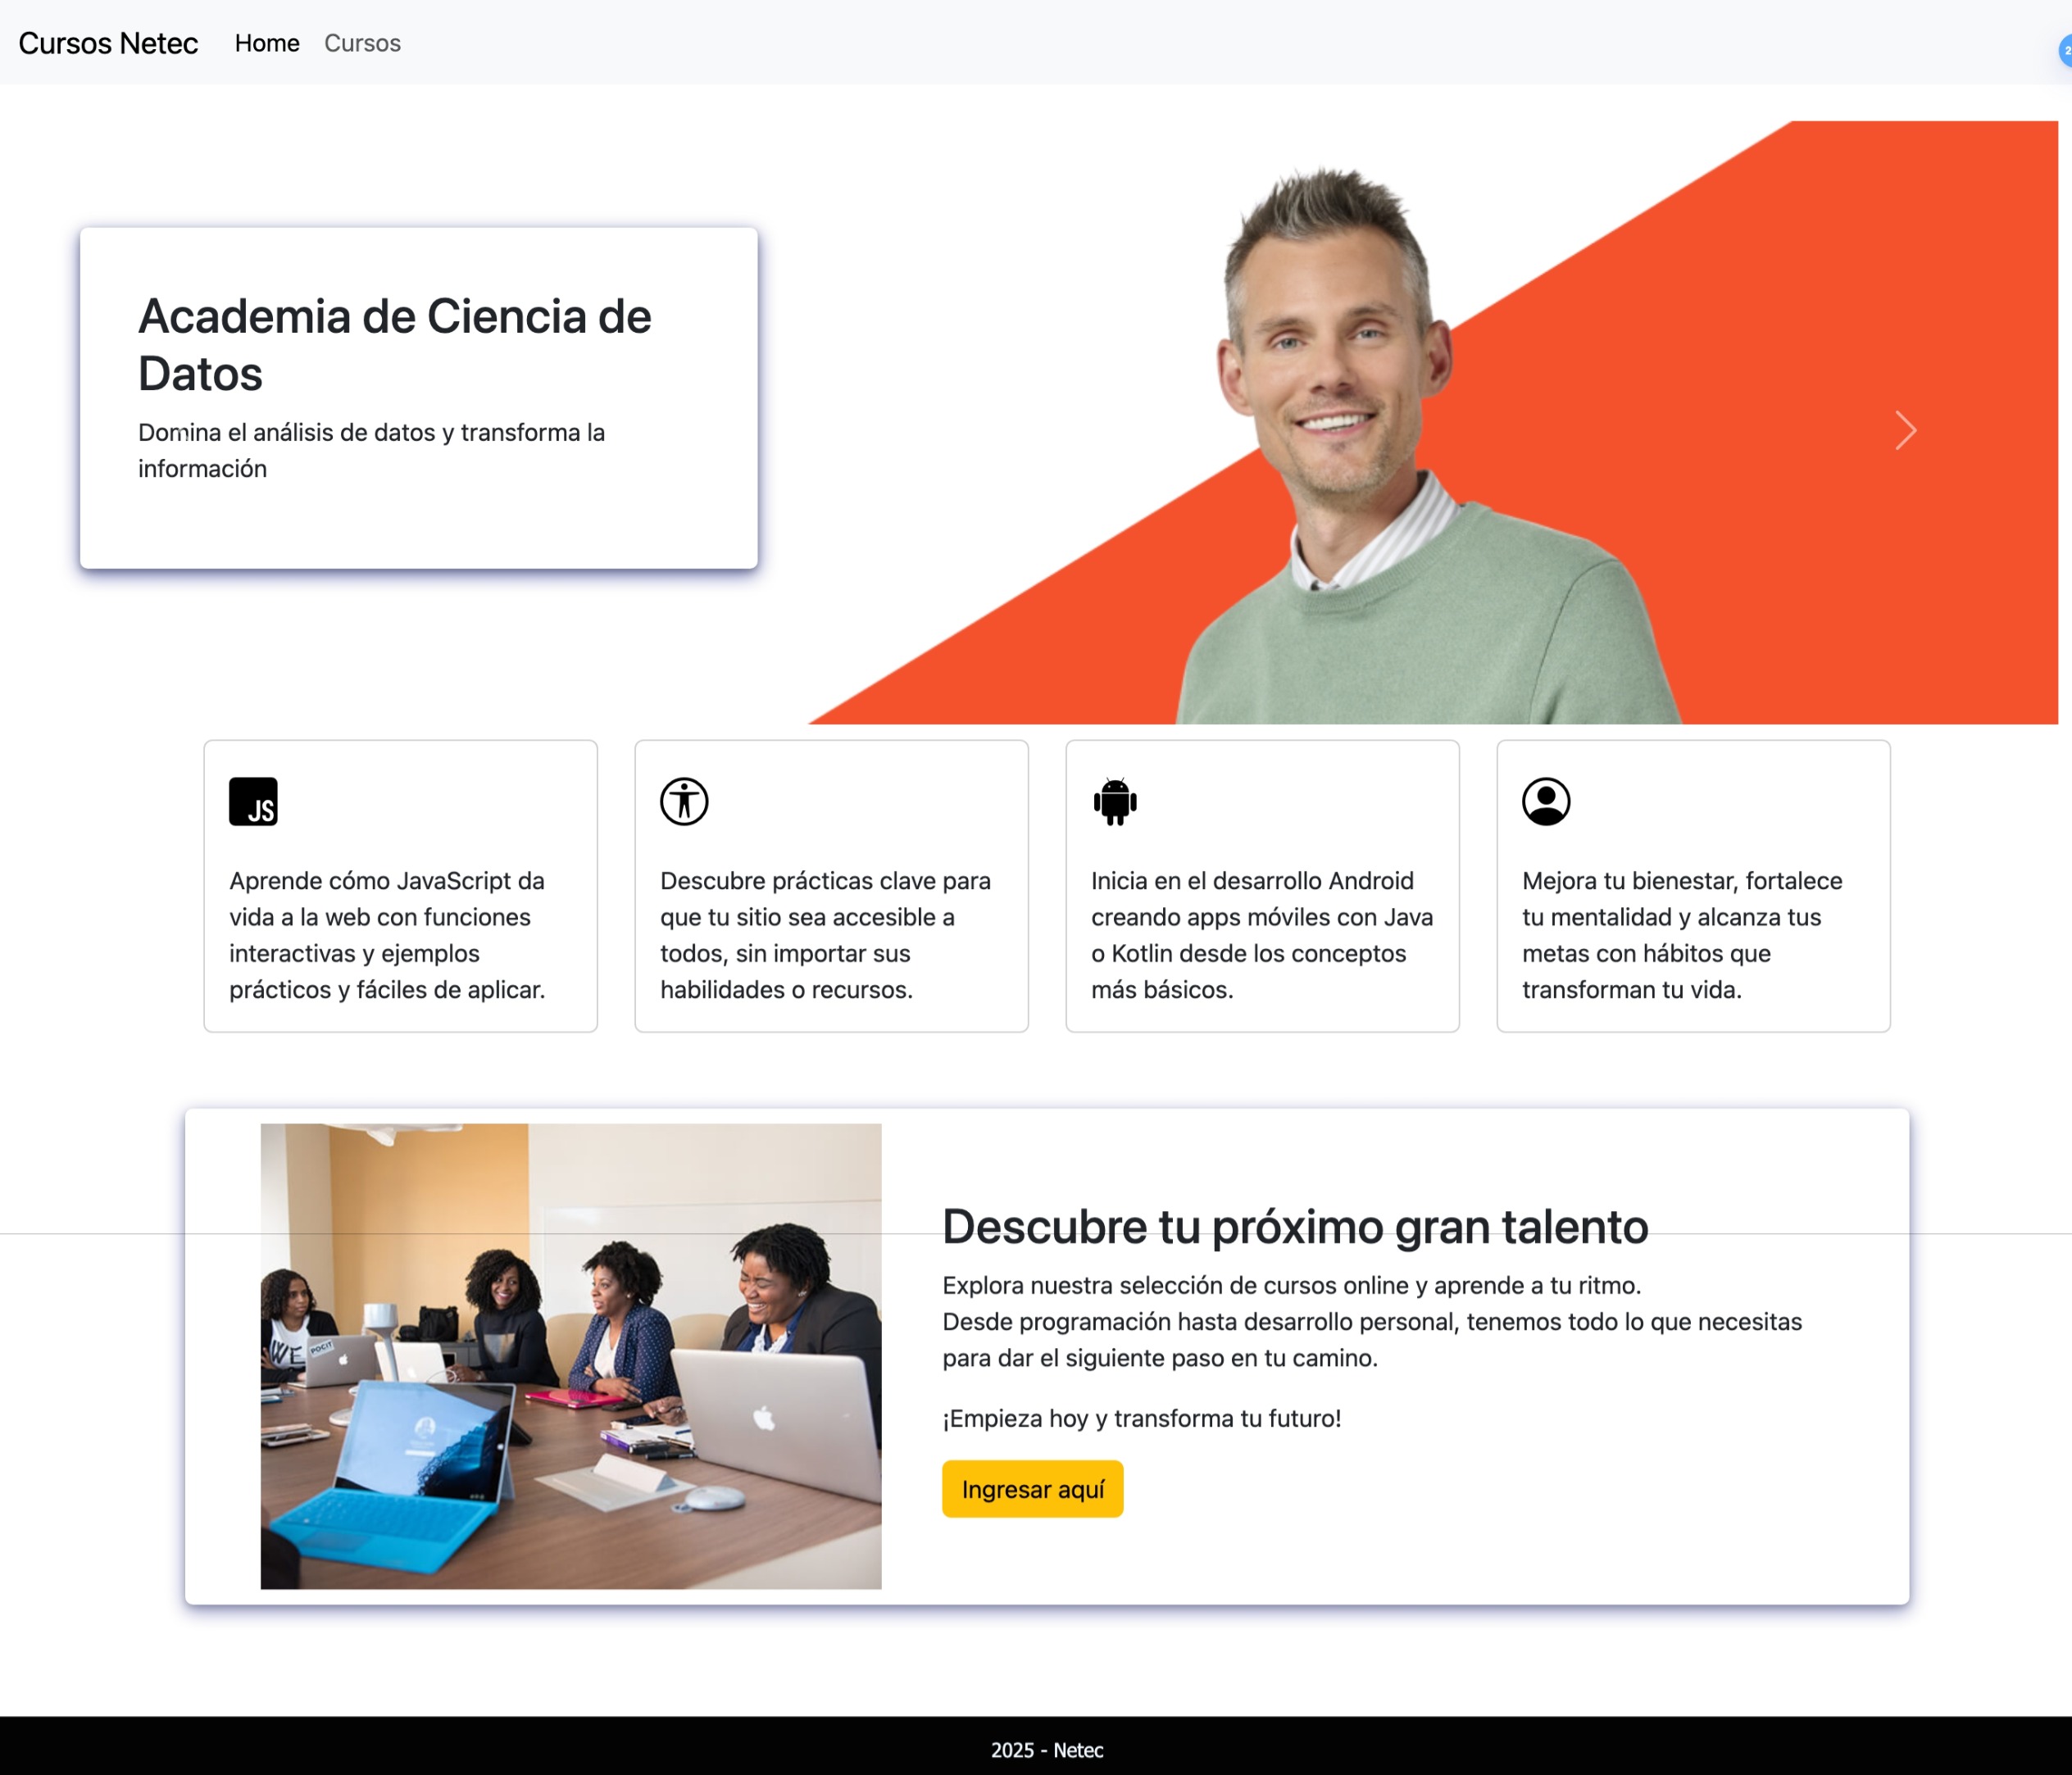 Cursos Netec Home Cursos
2
Academia de Ciencia de
Datos
Domina el análisis de datos y transforma la
información
JS
Aprende cómo JavaScript da
vida a la web con funciones
interactivas y ejemplos
prácticos y fáciles de aplicar.
Descubre prácticas clave para
que tu sitio sea accesible a
todos, sin importar sus
habilidades o recursos.
Inicia en el desarrollo Android
creando apps móviles con Java
o Kotlin desde los conceptos
más básicos.
Mejora tu bienestar, fortalece
tu mentalidad y alcanza tus
metas con hábitos que
transforman tu vida.
WE
POCIT
Descubre tu próximo gran talento
Explora nuestra selección de cursos online y aprende a tu ritmo.
Desde programación hasta desarrollo personal, tenemos todo lo que necesitas
para dar el siguiente paso en tu camino.
¡Empieza hoy y transforma tu futuro!
Ingresar aquí
2025 - Netec